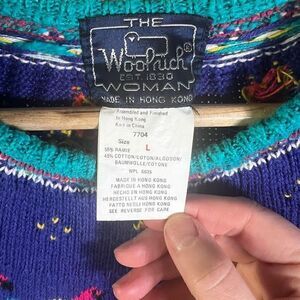 THE
Woolrich
EST. 1830
WOMAN
MADE IN HONG KONG
Assembled and Finished
In Hong Kong
Knit in China
7704
Size L
55% RAMIE
45% COTTON/COTON/ALGODON/
BAUMWOLLE/COTONE
WPL 6635
MADE IN HONG KONG
FABRIQUE A HONG KONG
HECHO EN HONG KONG
HERGESTELLT AUS HONG KONG
FATTO NEGLI HONG KONG
SEE REVERSE FOR CARE